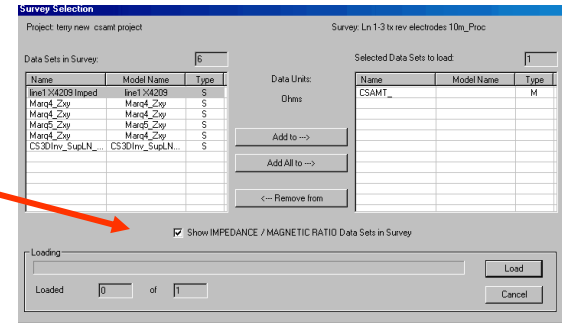 Survey Selection
Project: terry new csamt project
Survey: Ln 1-3 tx rev electrodes 10m_Proc
Data Sets in Survey:
6
Selected Data Sets to load:
1
Name Model Name Type
line1 X4209 Imped line1 X4209 S
Marq4_Zxy Marq4_Zxy S
Marq4_Zxy Marq4_Zxy S
Marq5_Zxy Marq5_Zxy S
Marq4_Zxy Marq4_Zxy S
CS3DInv_SupLN_... CS3DInv_SupLN... S
Data Units:
Ohms
Add to --->
Add All to --->
<--- Remove from
Name Model Name Type
CSAMT_ M
Show IMPEDANCE / MAGNETIC RATIO Data Sets in Survey
Loading
Loaded 0 of 1
Load
Cancel